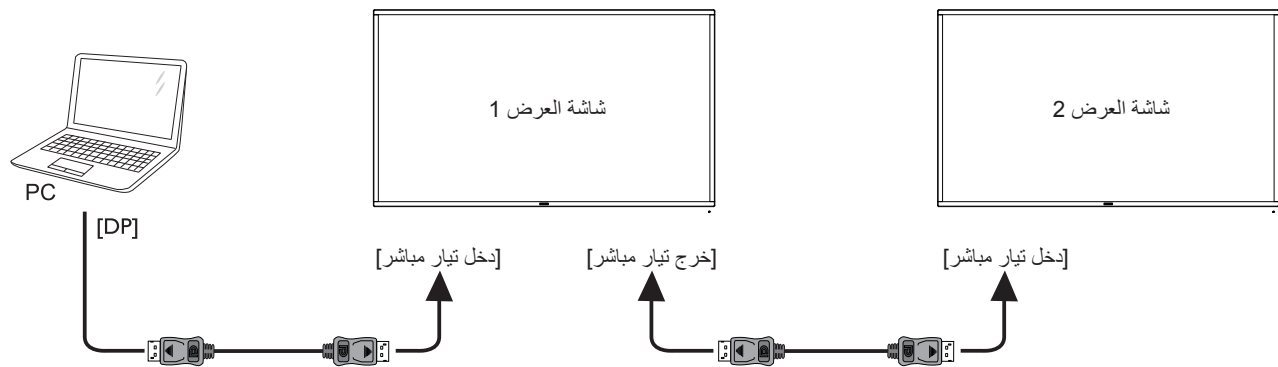 شاشة العرض 1
شاشة العرض 2
PC
[DP]
[دخل تيار مباشر]
[خرج تيار مباشر]
[دخل تيار مباشر]